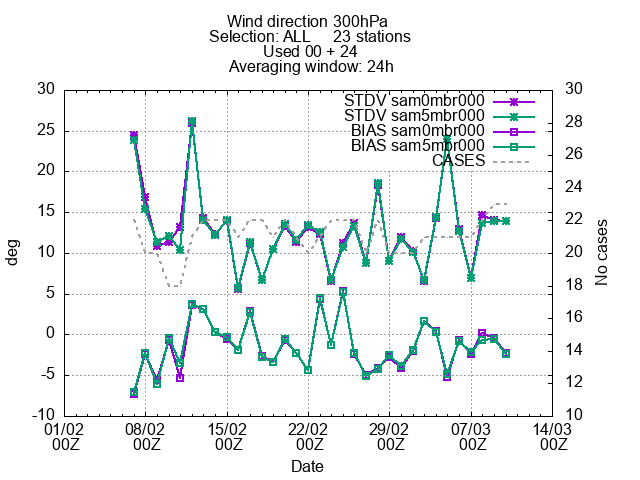 Wind direction 300hPa
Selection: ALL 23 stations
Used 00 + 24
Averaging window: 24h
STDV sam0mbr000
STDV sam5mbr000
BIAS sam0mbr000
BIAS sam5mbr000
CASES
30
25
20
15
10
5
0
-5
-10
deg
30
28
26
24
22
20
18
16
14
12
10
No cases
01/02 08/02 15/02 22/02 29/02 07/03 14/03
00Z 00Z 00Z 00Z 00Z 00Z 00Z
Date